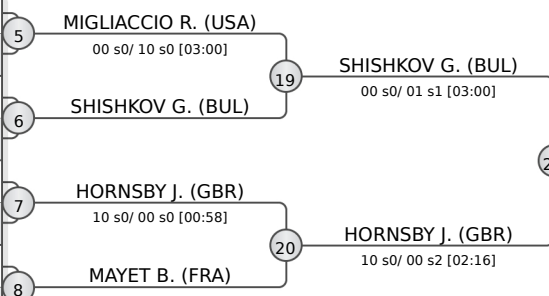 MIGLIACCIO R. (USA)
5
00 s0/ 10 s0 [03:00]
SHISHKOV G. (BUL)
19
00 s0/ 01 s1 [03:00]
SHISHKOV G. (BUL)
6
HORNSBY J. (GBR)
7
10 s0/ 00 s0 [00:58]
HORNSBY J. (GBR)
20
10 s0/ 00 s2 [02:16]
MAYET B. (FRA)
8